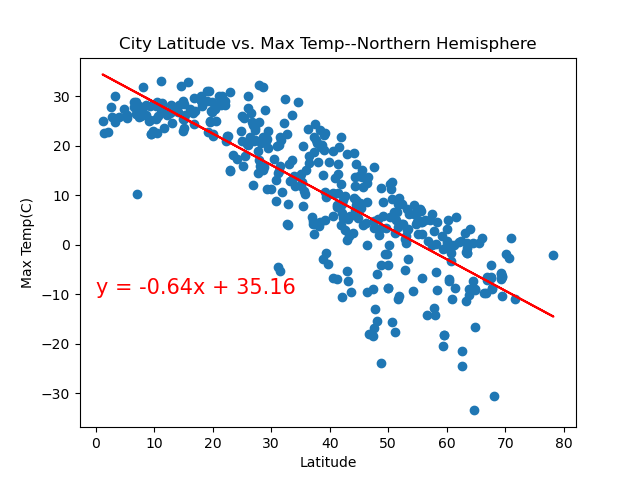 City Latitude vs. Max Temp--Northern Hemisphere
30
20
10
0
−10
−20
−30
Max Temp(C)
y = -0.64x + 35.16
0 10 20 30 40 50 60 70 80
Latitude